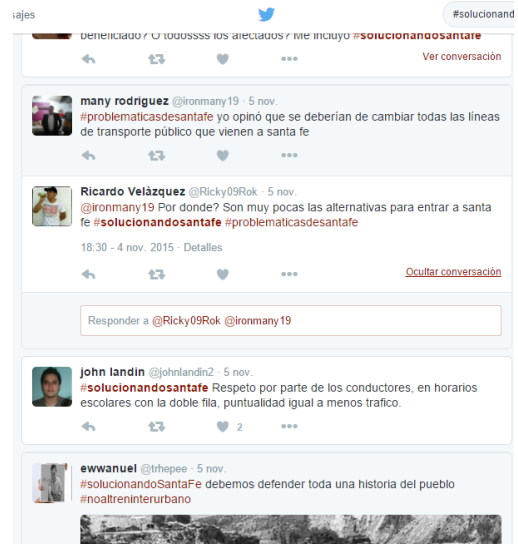 sajes
#solucionand
beneficiado? O todossss los afectados? Me incluyo #solucionandosantafe
Ver conversación
many rodriguez @ironmany19 · 5 nov.
#problematicasdesantafe yo opinó que se deberían de cambiar todas las líneas
de transporte público que vienen a santa fe
Ricardo Velàzquez @Ricky09Rok · 5 nov.
@ironmany19 Por donde? Son muy pocas las alternativas para entrar a santa
fe #solucionandosantafe #problematicasdesantafe
18:30 - 4 nov. 2015 · Detalles
Ocultar conversación
Responder a @Ricky09Rok @ironmany19
john landin @johnlandin2 · 5 nov.
#solucionandosantafe Respeto por parte de los conductores, en horarios
escolares con la doble fila, puntualidad igual a menos trafico.
2
ewwanuel @trhepee · 5 nov.
#solucionandoSantaFe debemos defender toda una historia del pueblo
#noaltreninterurbano